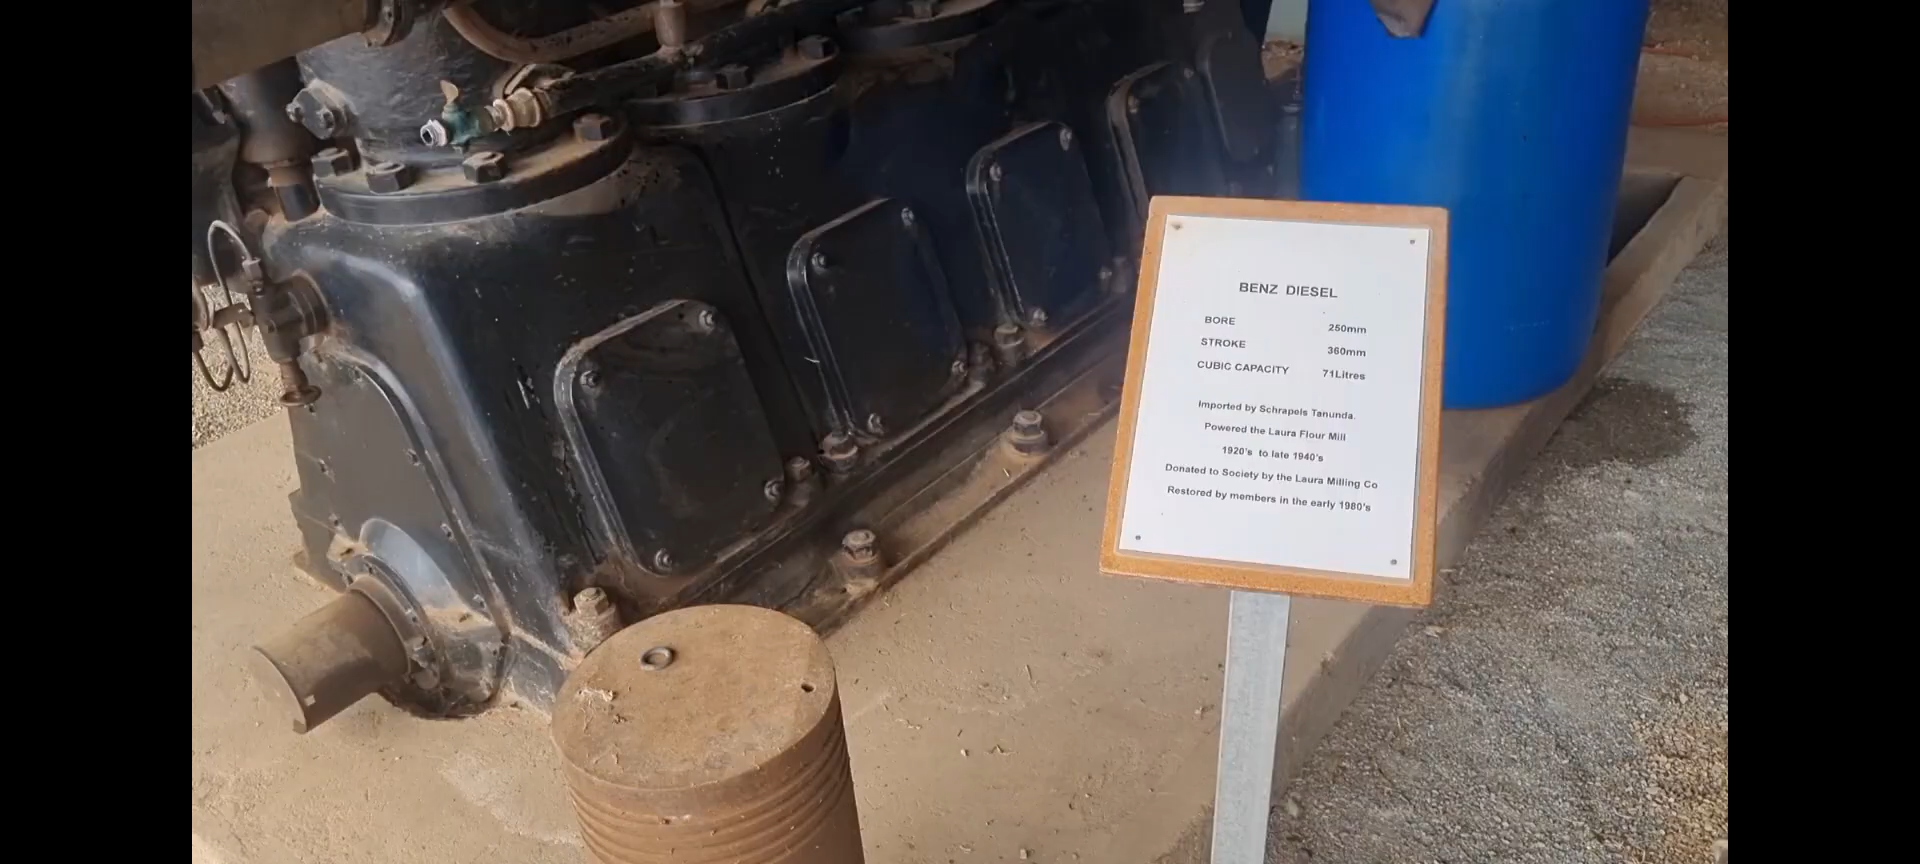 BENZ DIESEL
BORE 250mm
STROKE 360mm
CUBIC CAPACITY 71Litres
Imported by Schrapels Tanunda.
Powered the Laura Flour Mill
1920's to late 1940's
Donated to Society by the Laura Milling Co
Restored by members in the early 1980's